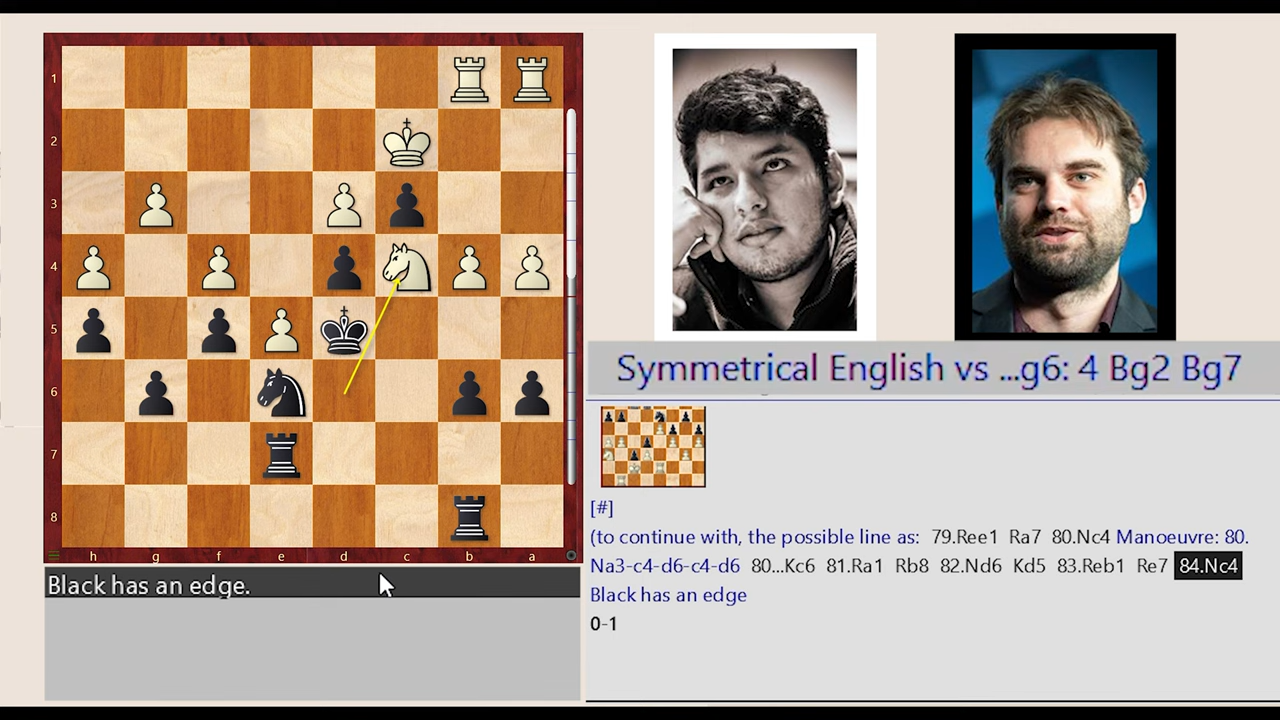 1
2
3
4
5
6
7
8
h g f e d c b a
Black has an edge.
Symmetrical English vs ...g6: 4 Bg2 Bg7
[#]
(to continue with, the possible line as: 79.Ree1 Ra7 80.Nc4 Manoeuvre: 80.
Na3-c4-d6-c4-d6 80...Kc6 81.Ra1 Rb8 82.Nd6 Kd5 83.Reb1 Re7 84.Nc4
Black has an edge
0-1